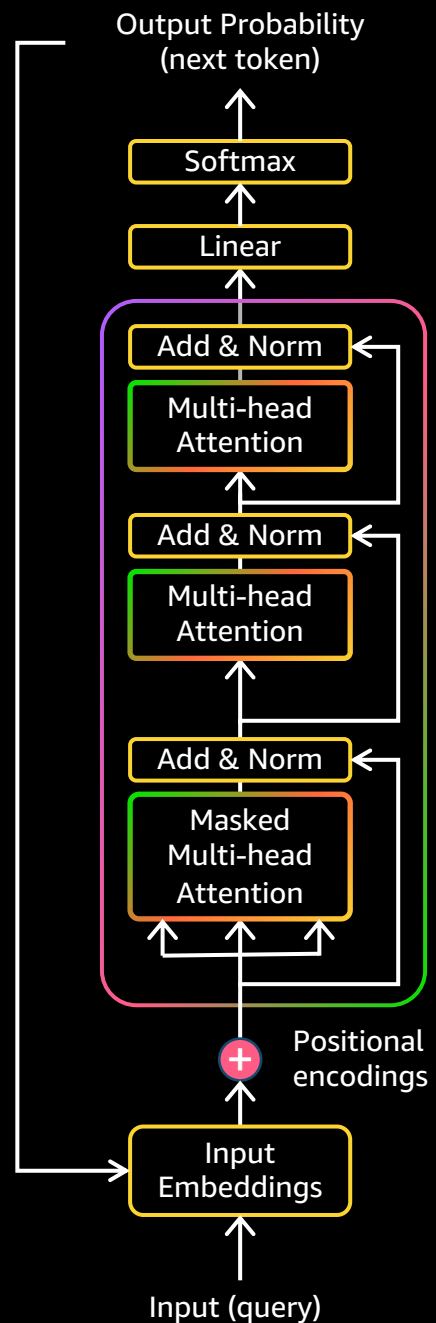 Output Probability
(next token)
Softmax
Linear
Add & Norm
Multi-head
Attention
Add & Norm
Multi-head
Attention
Add & Norm
Masked
Multi-head
Attention
+
Positional
encodings
Input
Embeddings
Input (query)